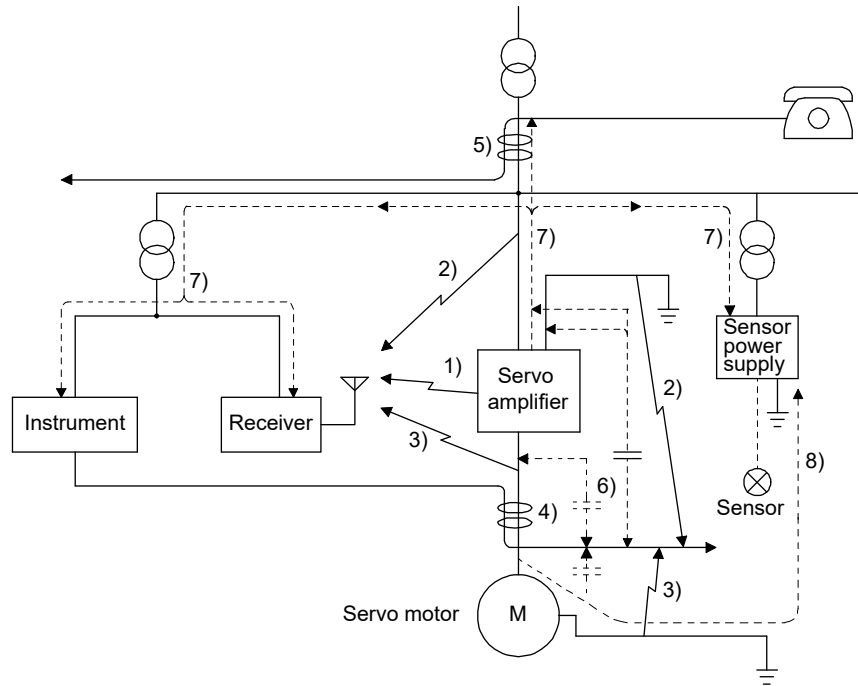 5)
7)
7)
7)
2)
Sensor
power
supply
1)
Servo
amplifier
2)
Instrument
Receiver
3)
8)
6)
4)
Sensor
3)
Servo motor
M